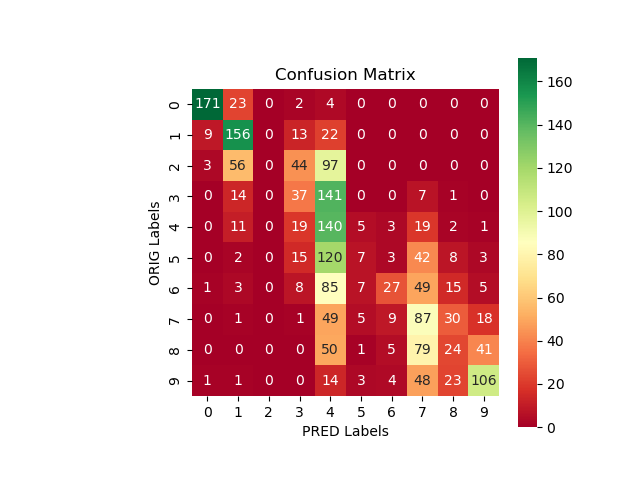 Confusion Matrix
ORIG Labels
0 171 23 0 2 4 0 0 0 0 0
1 9 156 0 13 22 0 0 0 0 0
2 3 56 0 44 97 0 0 0 0 0
3 0 14 0 37 141 0 0 7 1 0
4 0 11 0 19 140 5 3 19 2 1
5 0 2 0 15 120 7 3 42 8 3
6 1 3 0 8 85 7 27 49 15 5
7 0 1 0 1 49 5 9 87 30 18
8 0 0 0 0 50 1 5 79 24 41
9 1 1 0 0 14 3 4 48 23 106
0 1 2 3 4 5 6 7 8 9
PRED Labels
160
140
120
100
80
60
40
20
0